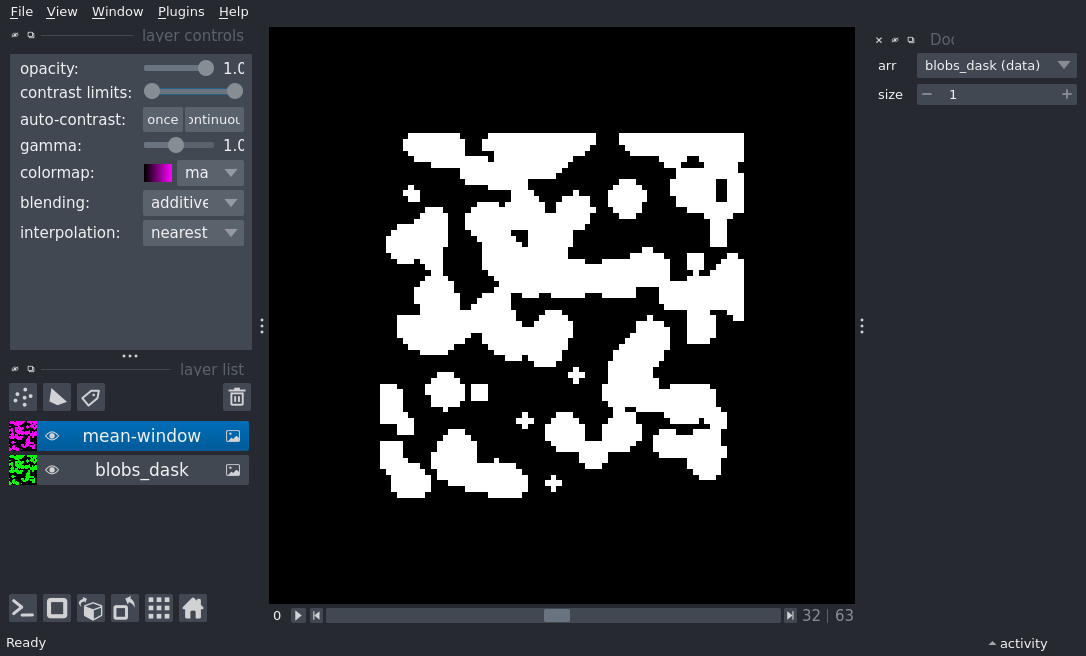 File View Window Plugins Help
layer controls
opacity: 1.0
contrast limits:
auto-contrast: once
gamma: 1.0
colormap: ma
blending: additive
interpolation: nearest
layer list
mean-window
blobs_dask
Ready
0 32 | 63
arr blobs_dask (data)
size 1
activity